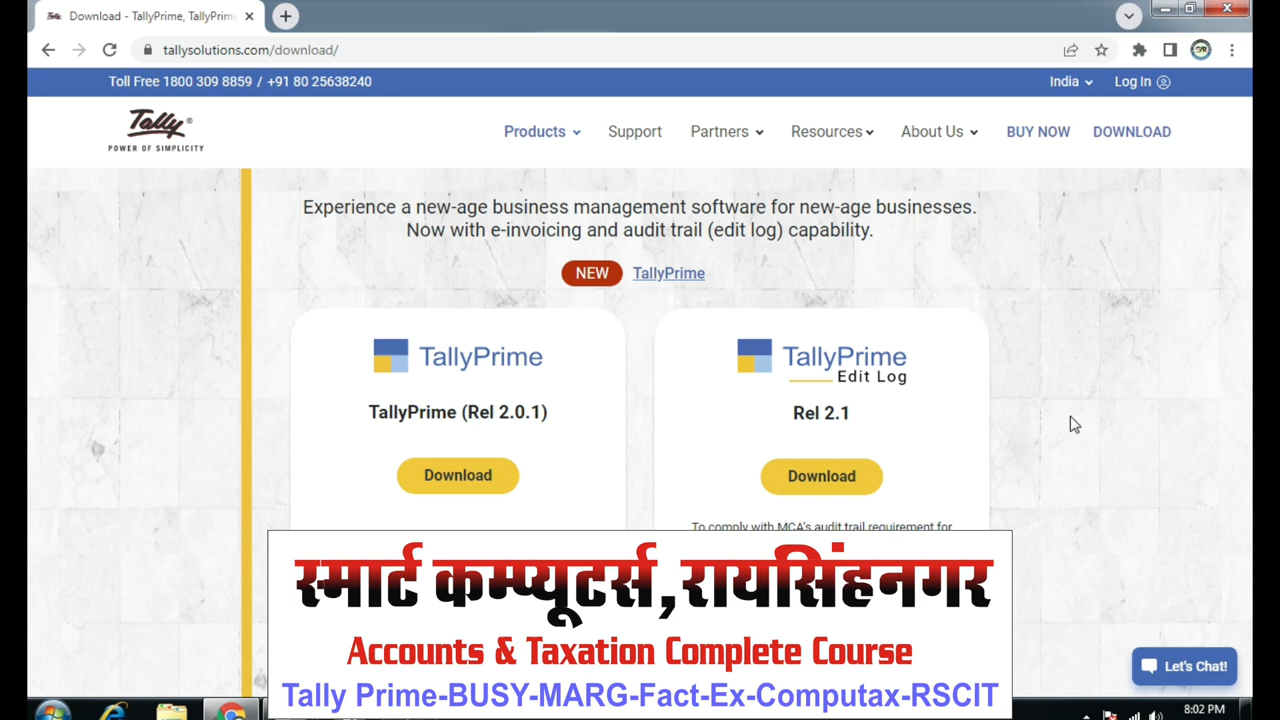 Download - TallyPrime, TallyPrime
tallysolutions.com/download/
Toll Free 1800 309 8859 / +91 80 25638240
India
Log In
Tally
POWER OF SIMPLICITY
Products
Support
Partners
Resources
About Us
BUY NOW
DOWNLOAD
Experience a new-age business management software for new-age businesses.
Now with e-invoicing and audit trail (edit log) capability.
NEW TallyPrime
TallyPrime
TallyPrime (Rel 2.0.1)
Download
TallyPrime
Edit Log
Rel 2.1
Download
To comply with MCA's audit trail requirement for
स्मार्ट कम्प्यूटर्स,रायसिंहनगर
Accounts & Taxation Complete Course
Tally Prime-BUSY-MARG-Fact-Ex-Computax-RSCIT
Let's Chat!
8:02 PM